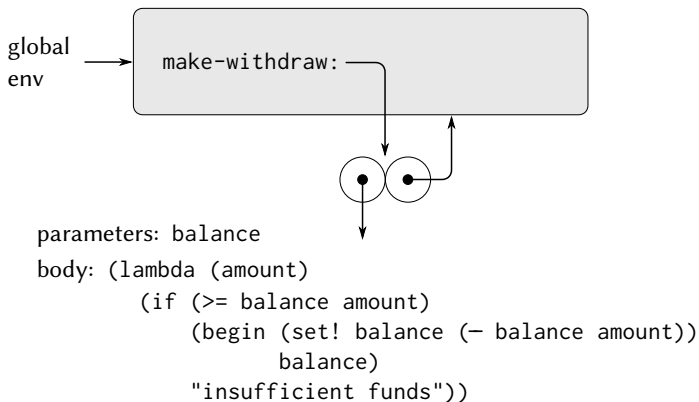 global
env
make-withdraw:
parameters: balance
body: (lambda (amount)
(if (>= balance amount)
(begin (set! balance (— balance amount))
balance)
"insufficient funds"))